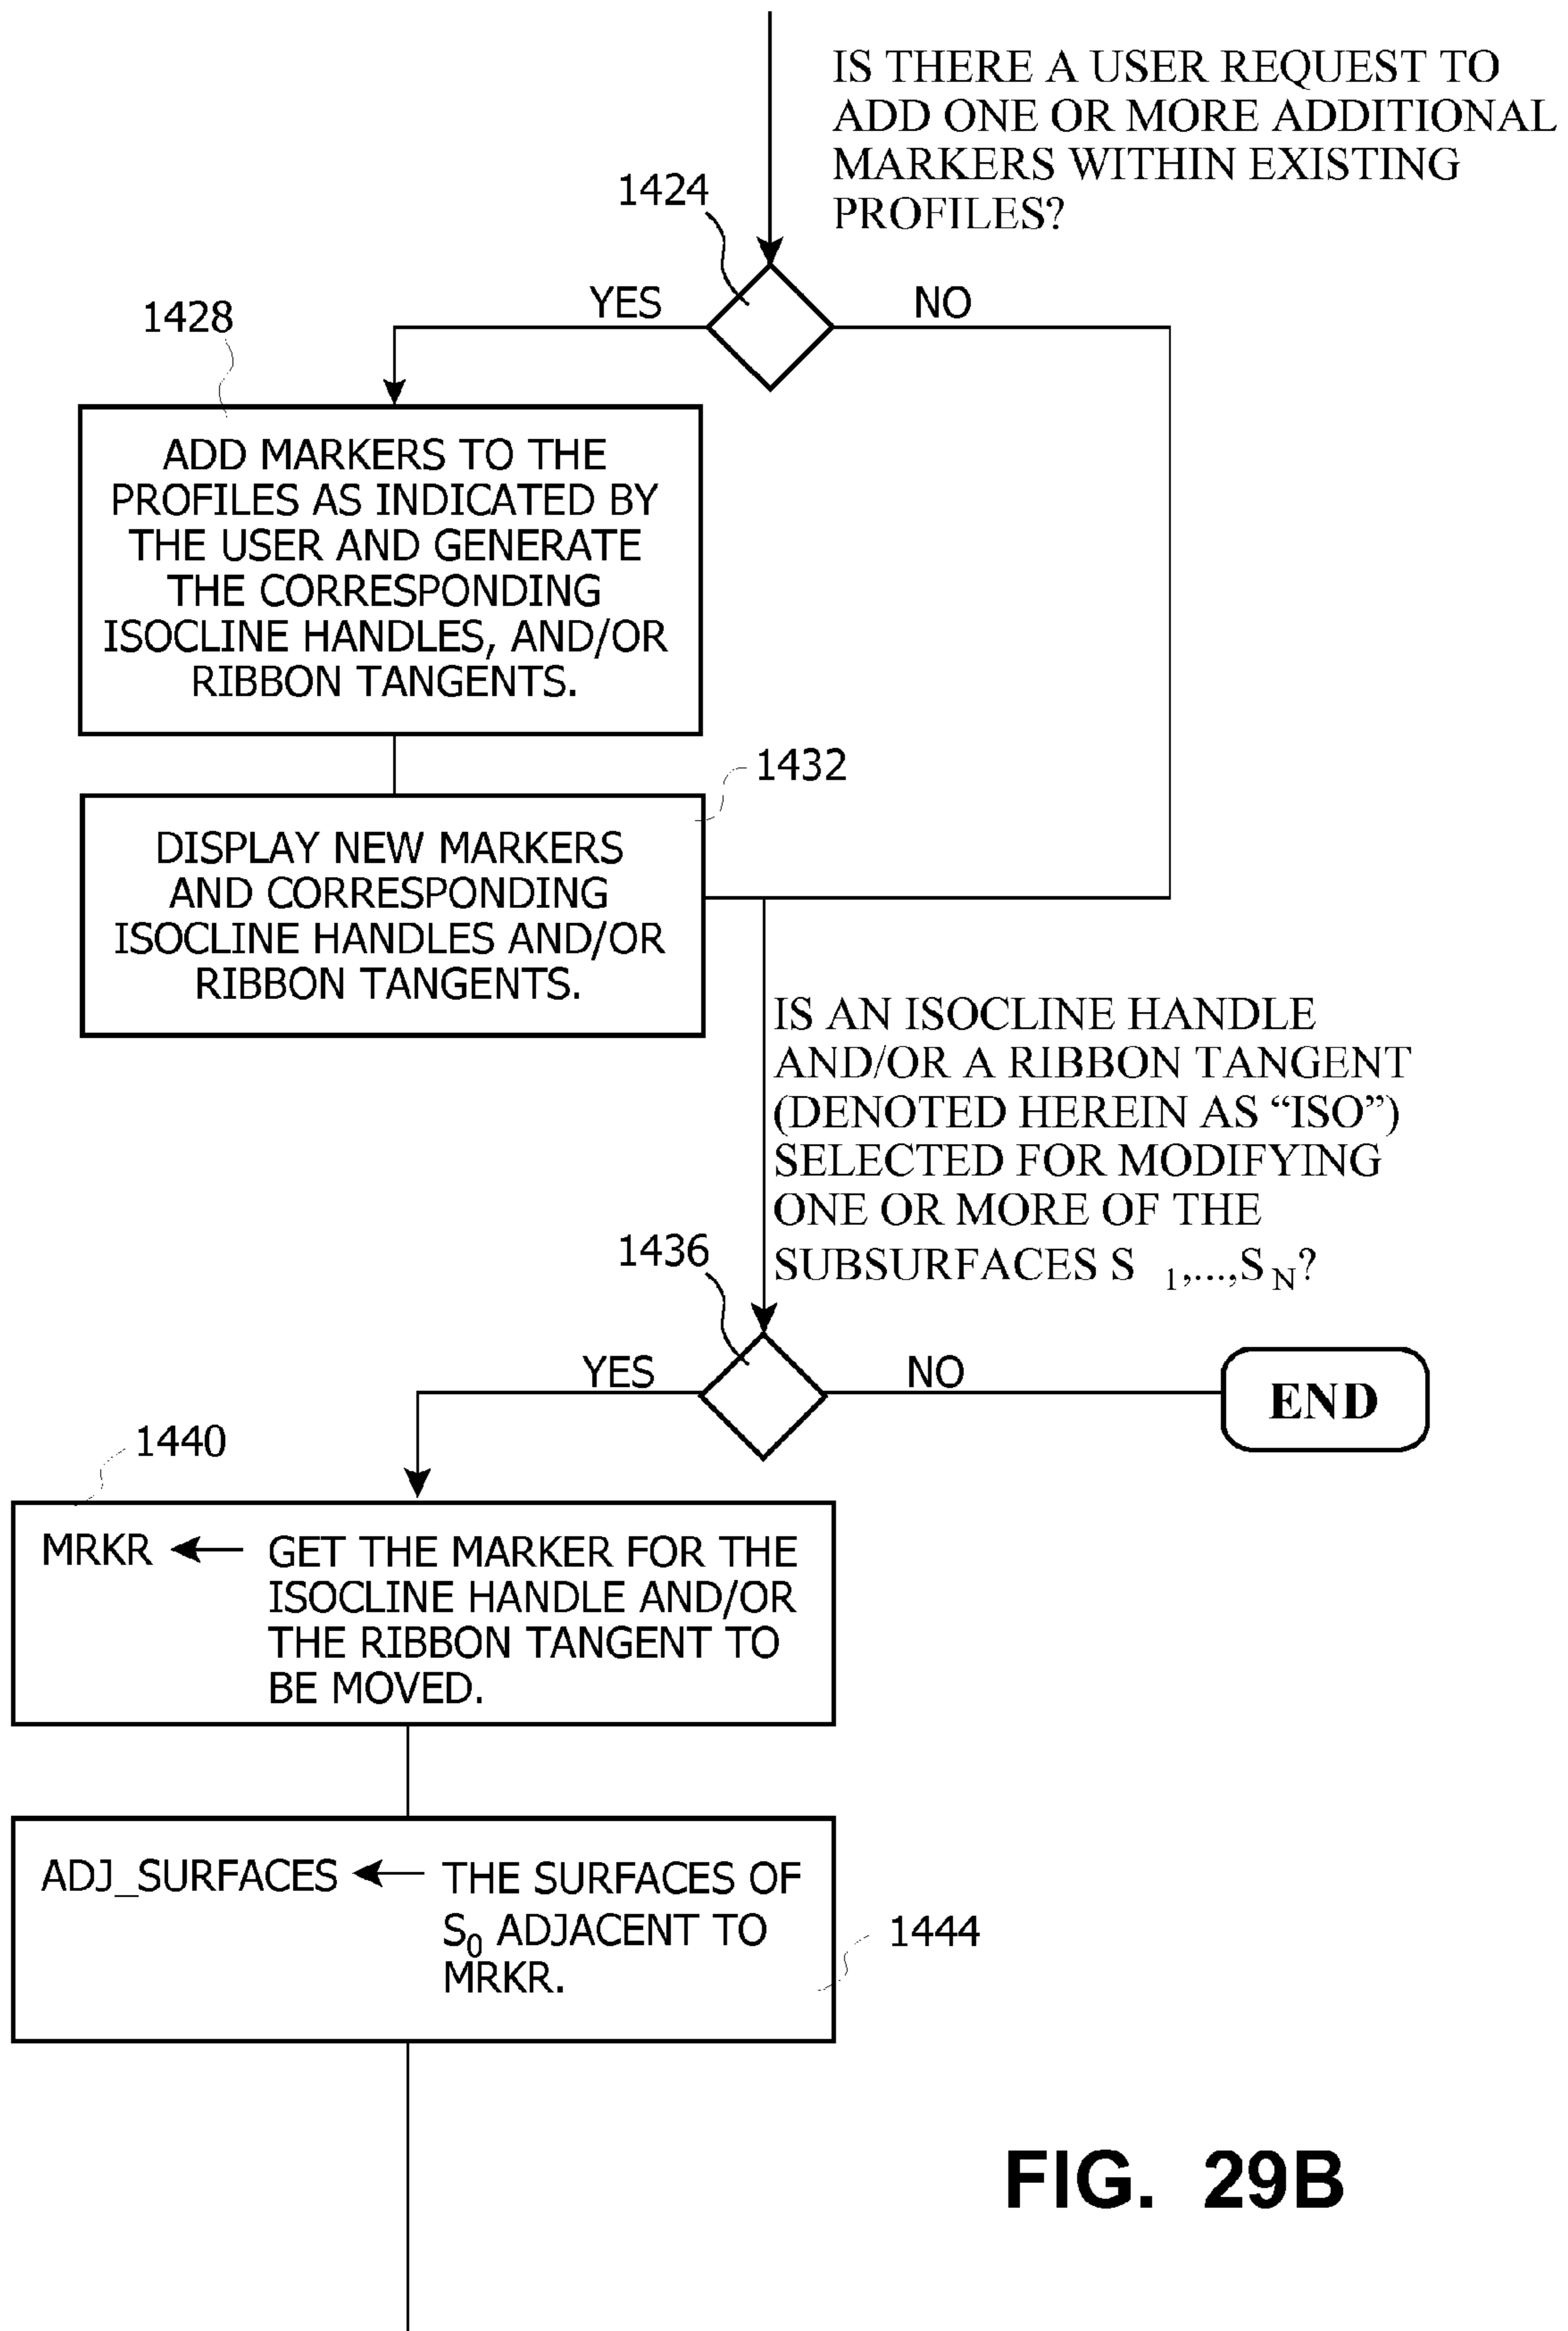 IS THERE A USER REQUEST TO
ADD ONE OR MORE ADDITIONAL
MARKERS WITHIN EXISTING
PROFILES?
1424
YES
NO
1428
ADD MARKERS TO THE
PROFILES AS INDICATED BY
THE USER AND GENERATE
THE CORRESPONDING
ISOCLINE HANDLES, AND/OR
RIBBON TANGENTS.
1432
DISPLAY NEW MARKERS
AND CORRESPONDING
ISOCLINE HANDLES AND/OR
RIBBON TANGENTS.
IS AN ISOCLINE HANDLE
AND/OR A RIBBON TANGENT
(DENOTED HEREIN AS “ISO”)
SELECTED FOR MODIFYING
ONE OR MORE OF THE
SUBSURFACES S 1,...,S N?
1436
YES
NO
END
1440
MRKR ← GET THE MARKER FOR THE
ISOCLINE HANDLE AND/OR
THE RIBBON TANGENT TO
BE MOVED.
ADJ_SURFACES ← THE SURFACES OF
S0 ADJACENT TO
MRKR.
1444
FIG. 29B